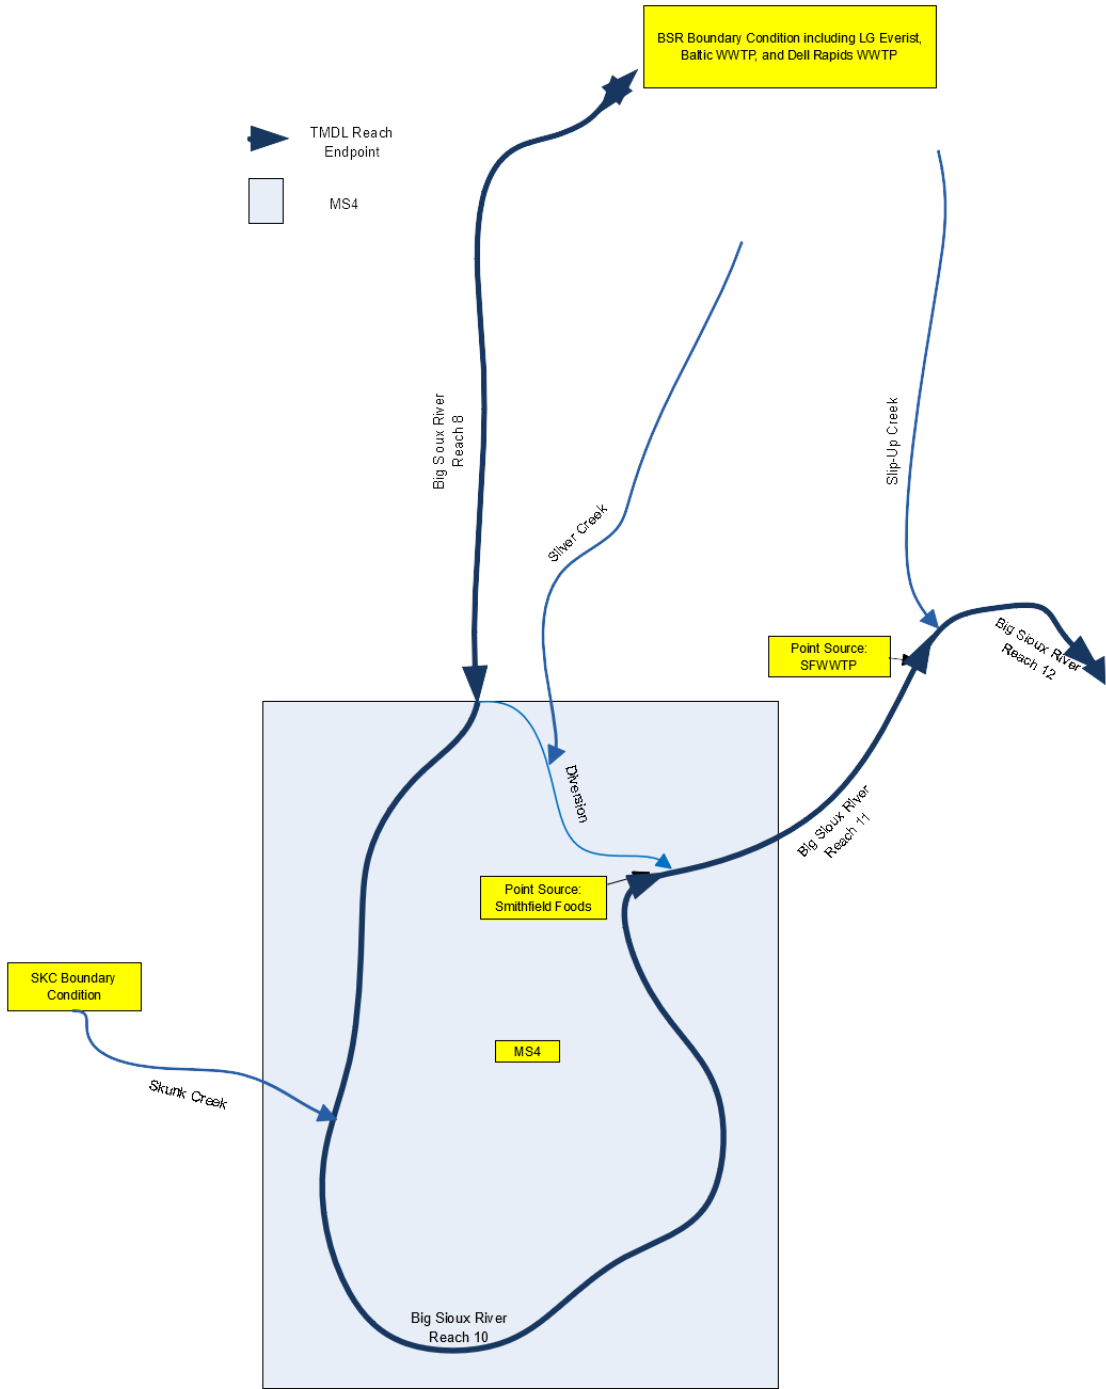 BSR Boundary Condition including LG Everist,
Baltic WWTP, and Dell Rapids WWTP
TMDL Reach
Endpoint
MS4
Big Sioux River
Reach 8
Slip-Up Creek
Silver Creek
Big Sioux River
Reach 12
Point Source:
SFWWTP
Diversion
Big Sioux River
Reach 11
Point Source:
Smithfield Foods
SKC Boundary
Condition
MS4
Skunk Creek
Big Sioux River
Reach 10